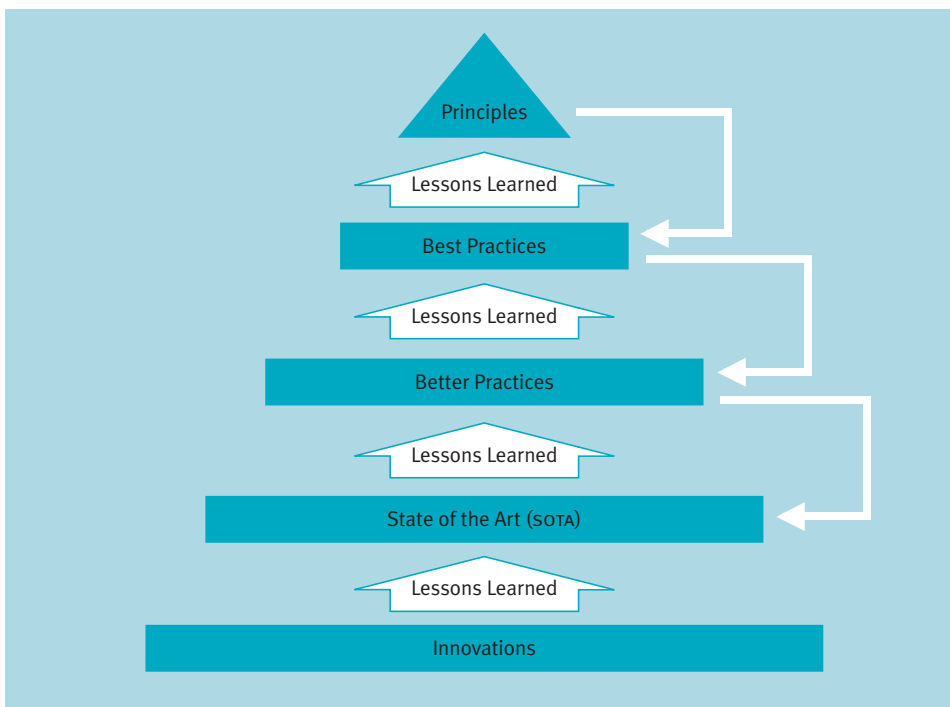 Principles
Lessons Learned
Best Practices
Lessons Learned
Better Practices
Lessons Learned
State of the Art (SOTA)
Lessons Learned
Innovations